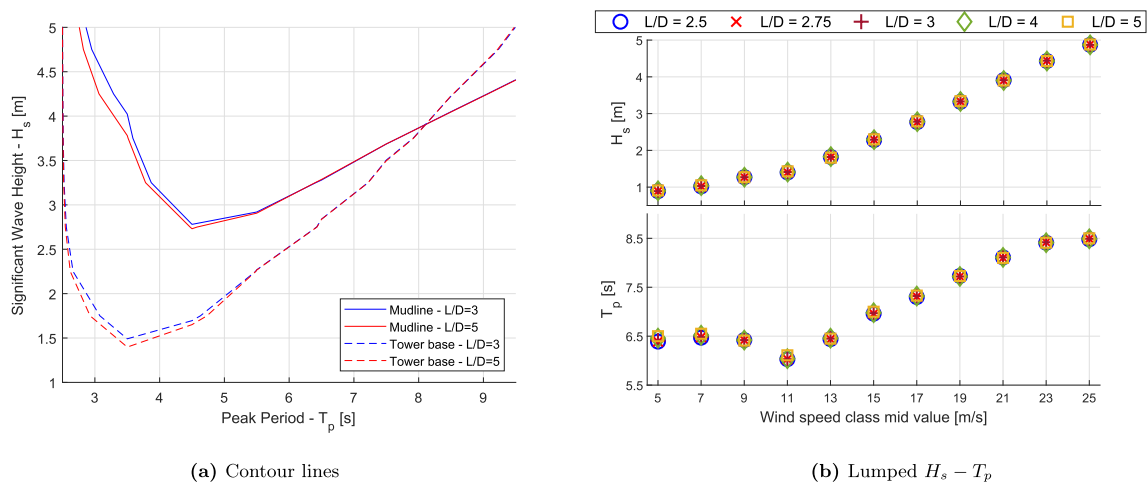 5
4.5
4
3.5
3
2.5
2
1.5
1
Significant Wave Height - H_s [m]
3 4 5 6 7 8 9
Peak Period - T_p [s]
Mudline - L/D=3
Mudline - L/D=5
Tower base - L/D=3
Tower base - L/D=5
(a) Contour lines
L/D = 2.5 L/D = 2.75 L/D = 3 L/D = 4 L/D = 5
5
4
3
2
1
H_s [m]
8.5
7.5
6.5
5.5
T_p [s]
5 7 9 11 13 15 17 19 21 23 25
Wind speed class mid value [m/s]
(b) Lumped H_s − T_p